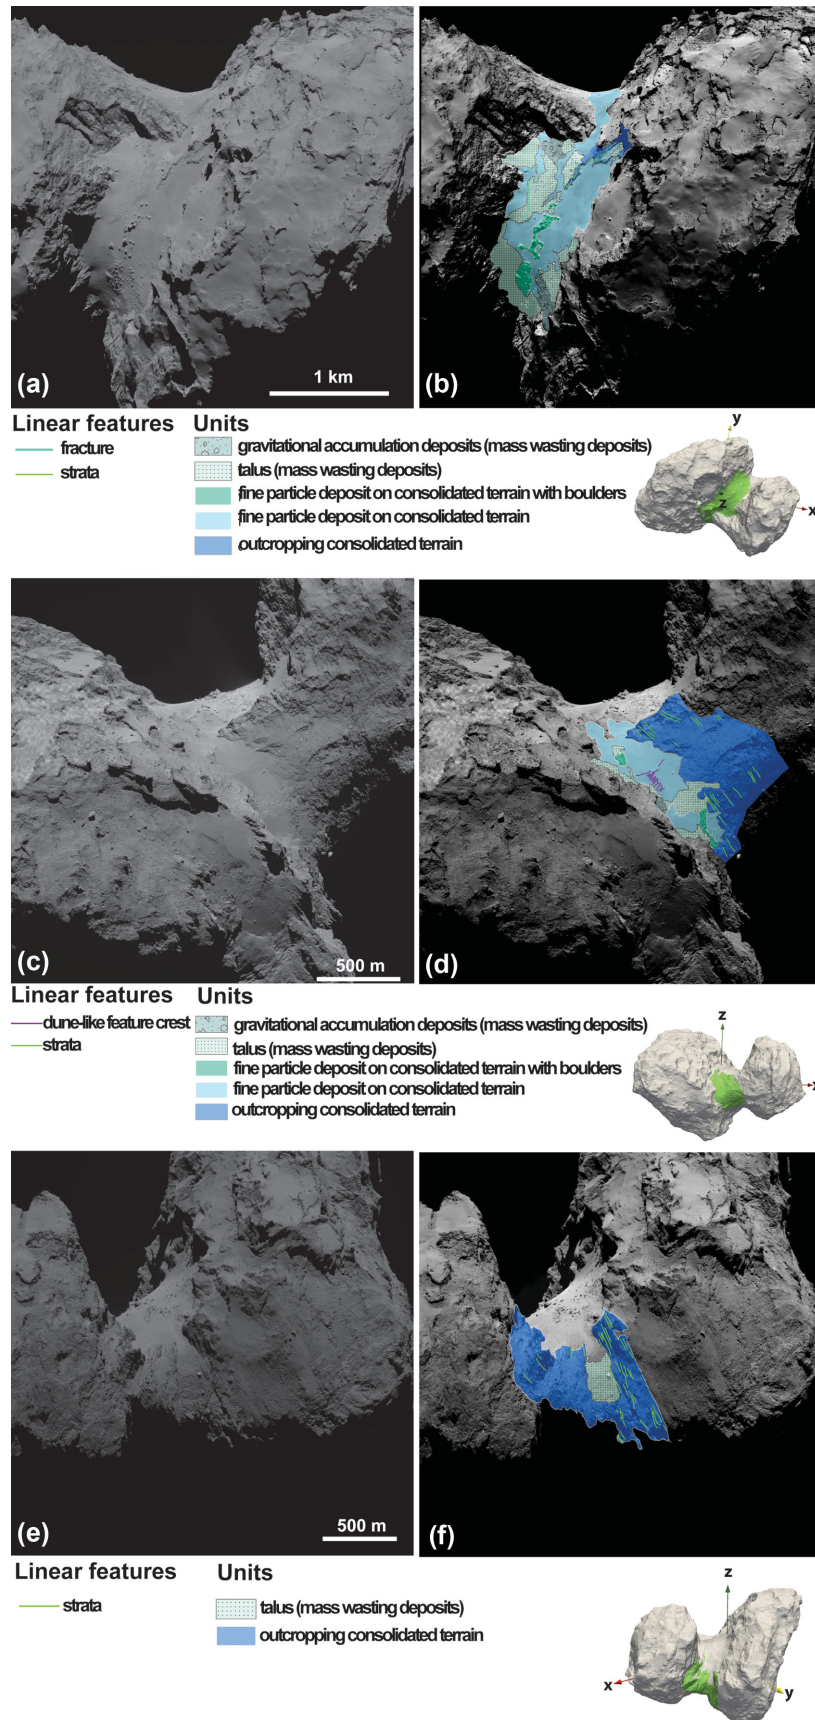 (a)
1 km
(b)
Linear features
fracture
strata
Units
gravitational accumulation deposits (mass wasting deposits)
talus (mass wasting deposits)
fine particle deposit on consolidated terrain with boulders
fine particle deposit on consolidated terrain
outcropping consolidated terrain
y
z
x
(c)
500 m
(d)
Linear features
dune-like feature crest
strata
Units
gravitational accumulation deposits (mass wasting deposits)
talus (mass wasting deposits)
fine particle deposit on consolidated terrain with boulders
fine particle deposit on consolidated terrain
outcropping consolidated terrain
z
x
(e)
500 m
(f)
Linear features
strata
Units
talus (mass wasting deposits)
outcropping consolidated terrain
z
x
y